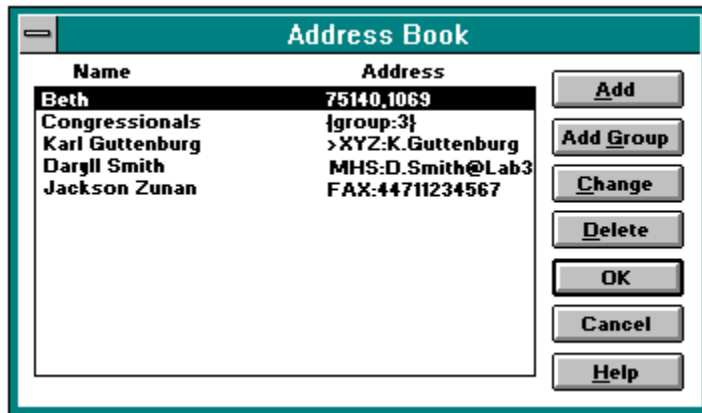 Address Book
Name Address
Beth 75140,1069
Congressionals {group:3}
Karl Guttenburg >XYZ:K.Guttenburg
Daryll Smith MHS:D.Smith@Lab3
Jackson Zunan FAX:44711234567
Add
Add Group
Change
Delete
OK
Cancel
Help